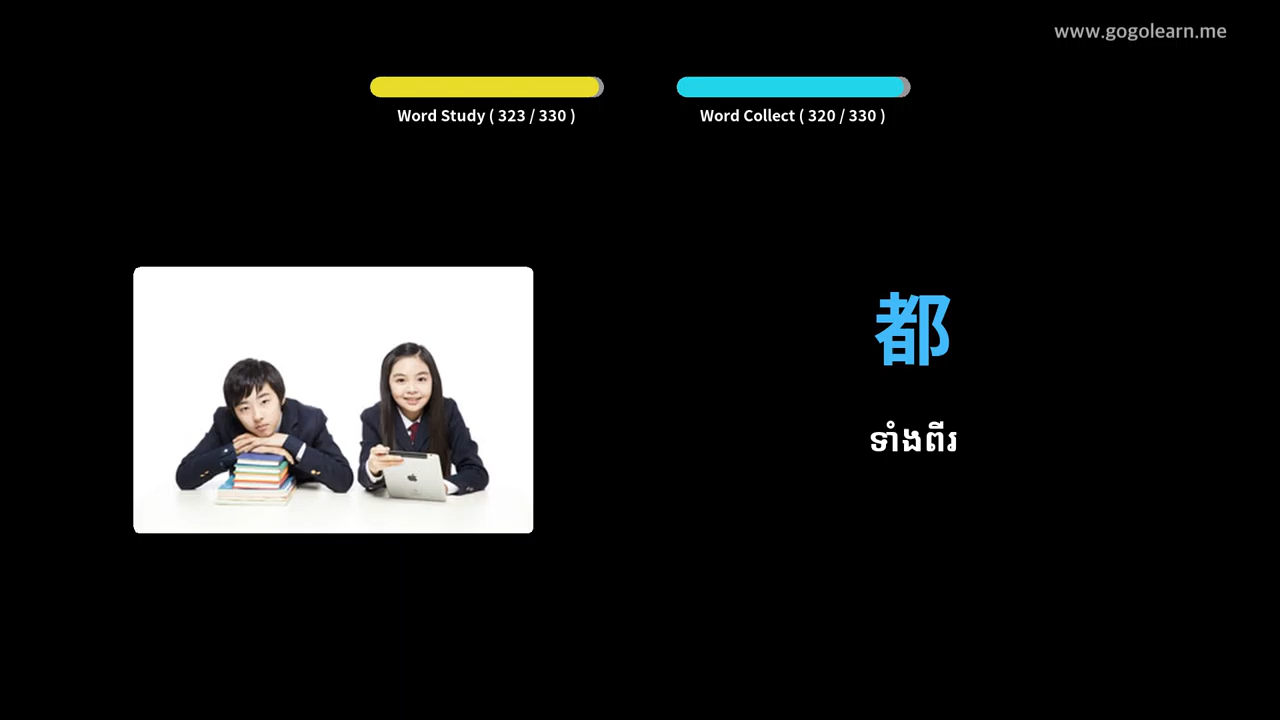 www.gogolearn.me
Word Study ( 323 / 330 )
Word Collect ( 320 / 330 )
都
ទាំងពីរ